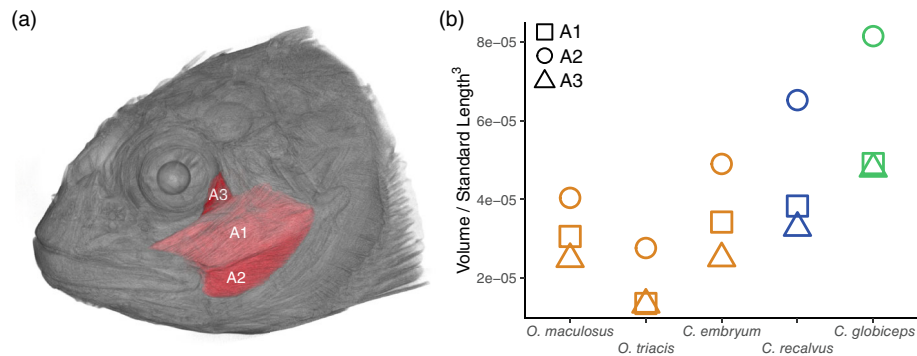 (a)
A3
A1
A2
(b)
Volume / Standard Length³
8e−05
6e−05
4e−05
2e−05
A1
A2
A3
O. maculosus
O. triacis
C. embryum
C. recalvus
C. globiceps